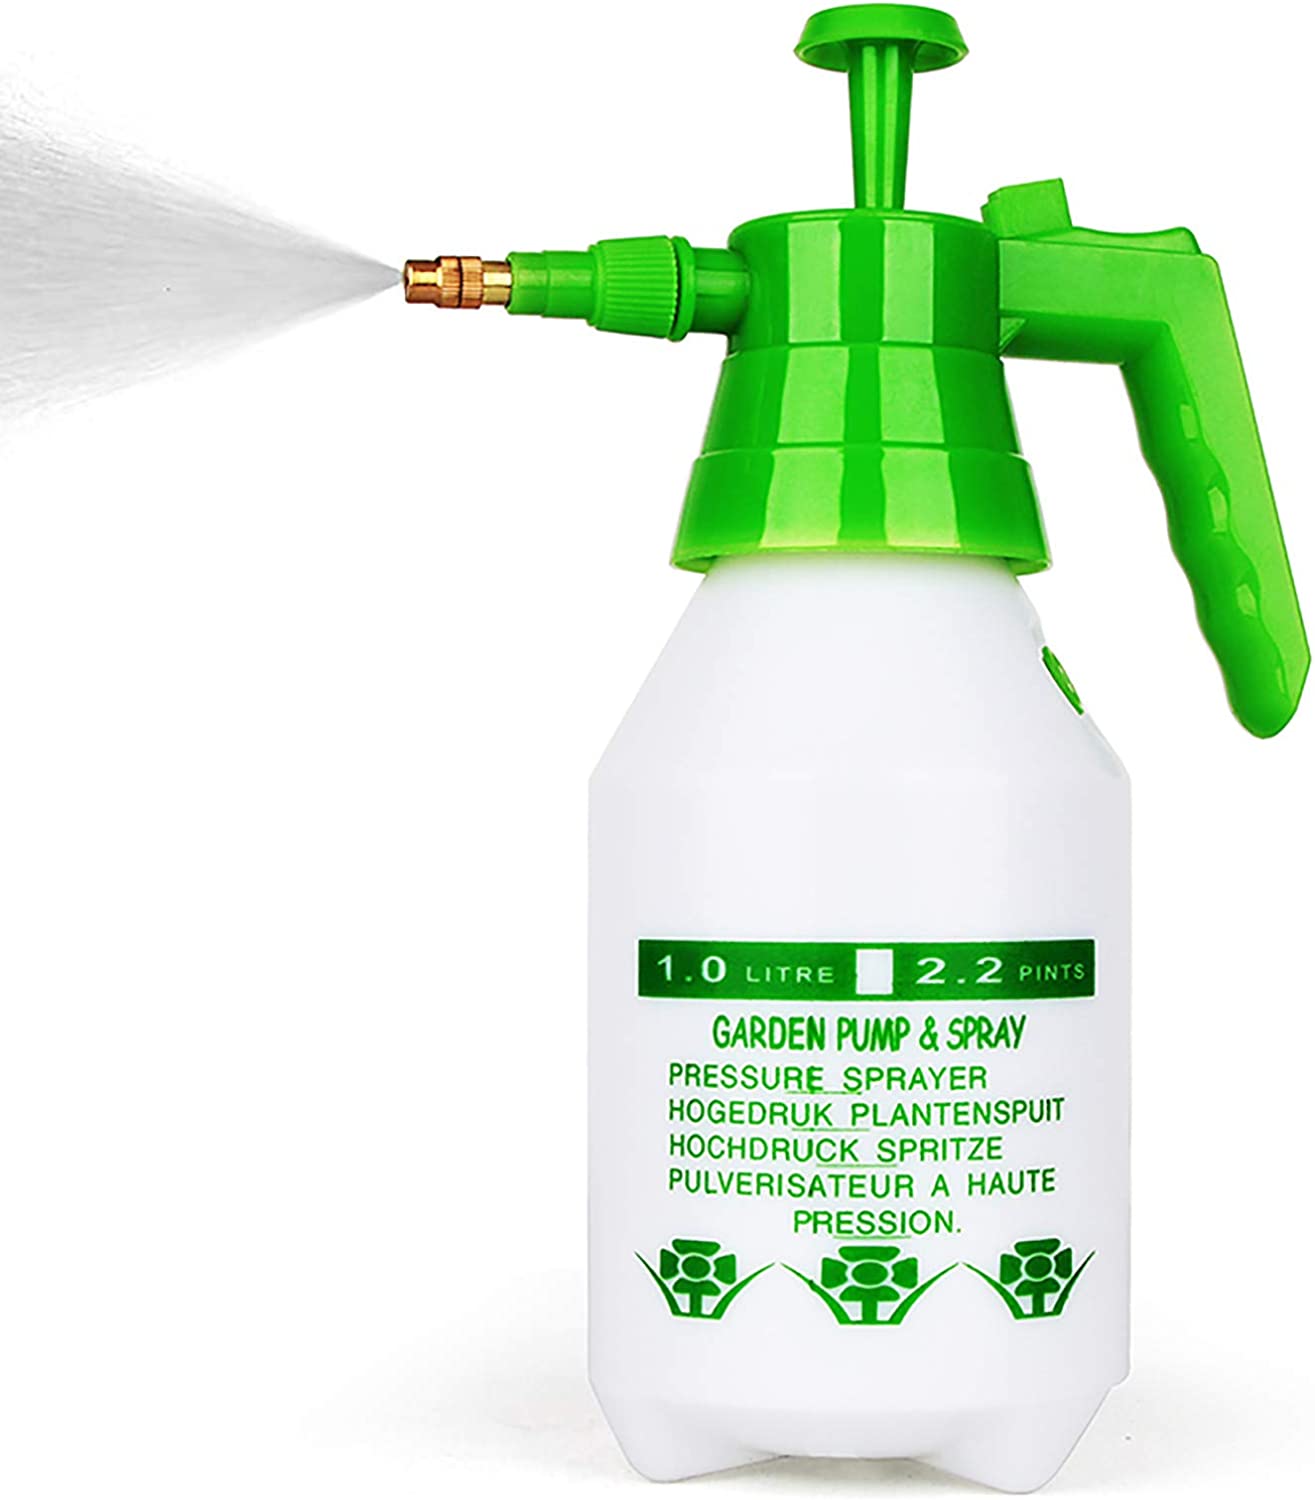 1.0 LITRE 2.2 PINTS
GARDEN PUMP & SPRAY
PRESSURE SPRAYER
HOGEDRUK PLANTENSPUIT
HOCHDRUCK SPRITZE
PULVERISATEUR A HAUTE
PRESSION.